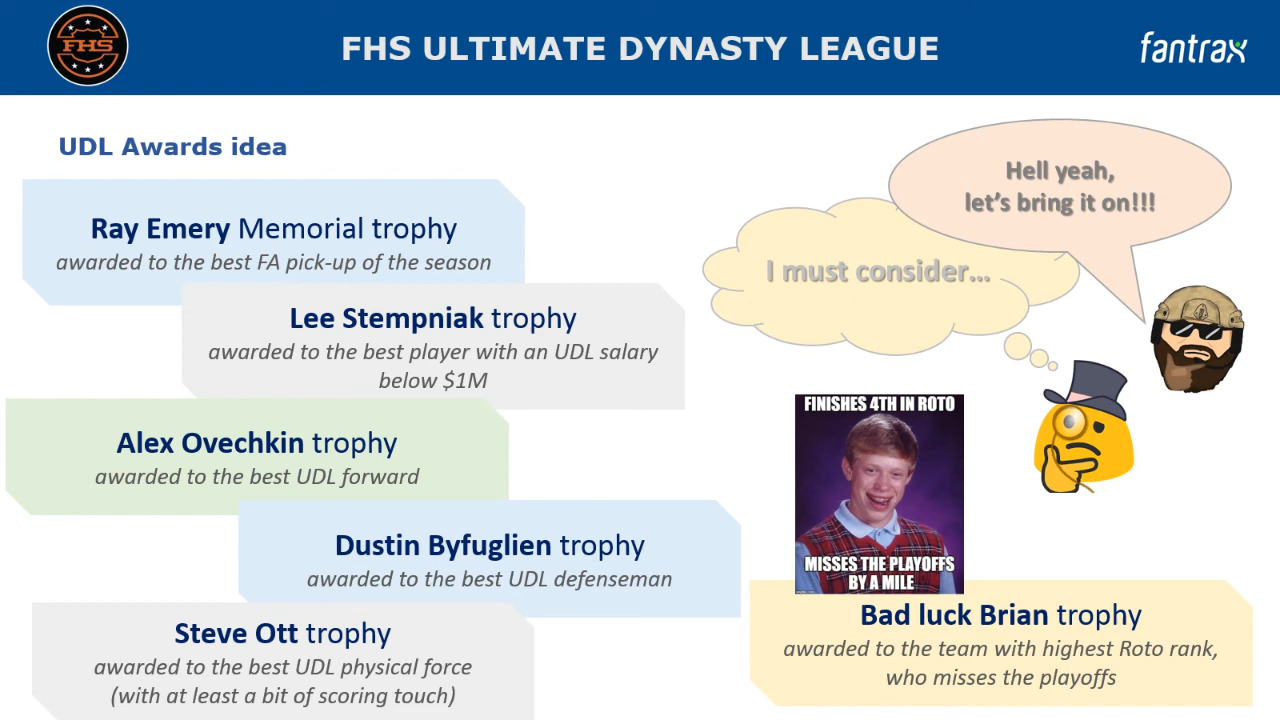 FHS
FHS ULTIMATE DYNASTY LEAGUE
fantrax
UDL Awards idea
Ray Emery Memorial trophy
awarded to the best FA pick-up of the season
Lee Stempniak trophy
awarded to the best player with an UDL salary
below $1M
Alex Ovechkin trophy
awarded to the best UDL forward
Dustin Byfuglien trophy
awarded to the best UDL defenseman
Steve Ott trophy
awarded to the best UDL physical force
(with at least a bit of scoring touch)
Hell yeah,
let’s bring it on!!!
I must consider…
FINISHES 4TH IN ROTO
MISSES THE PLAYOFFS
BY A MILE
Bad luck Brian trophy
awarded to the team with highest Roto rank,
who misses the playoffs